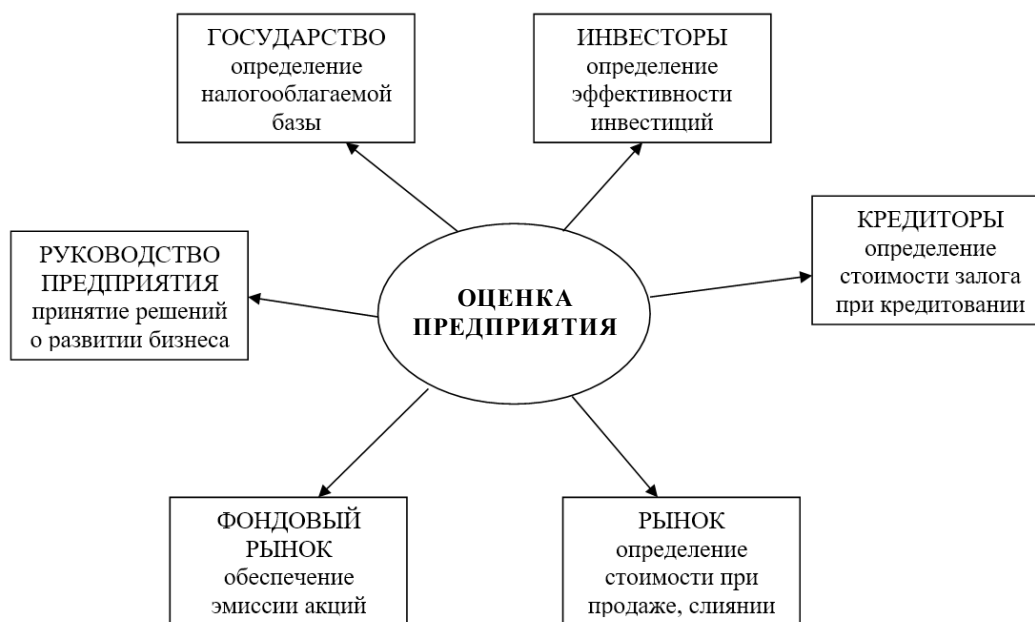 ГОСУДАРСТВО
определение
налогооблагаемой
базы
ИНВЕСТОРЫ
определение
эффективности
инвестиций
РУКОВОДСТВО
ПРЕДПРИЯТИЯ
принятие решений
о развитии бизнеса
ОЦЕНКА
ПРЕДПРИЯТИЯ
КРЕДИТОРЫ
определение
стоимости залога
при кредитовании
ФОНДОВЫЙ
РЫНОК
обеспечение
эмиссии акций
РЫНОК
определение
стоимости при
продаже, слиянии